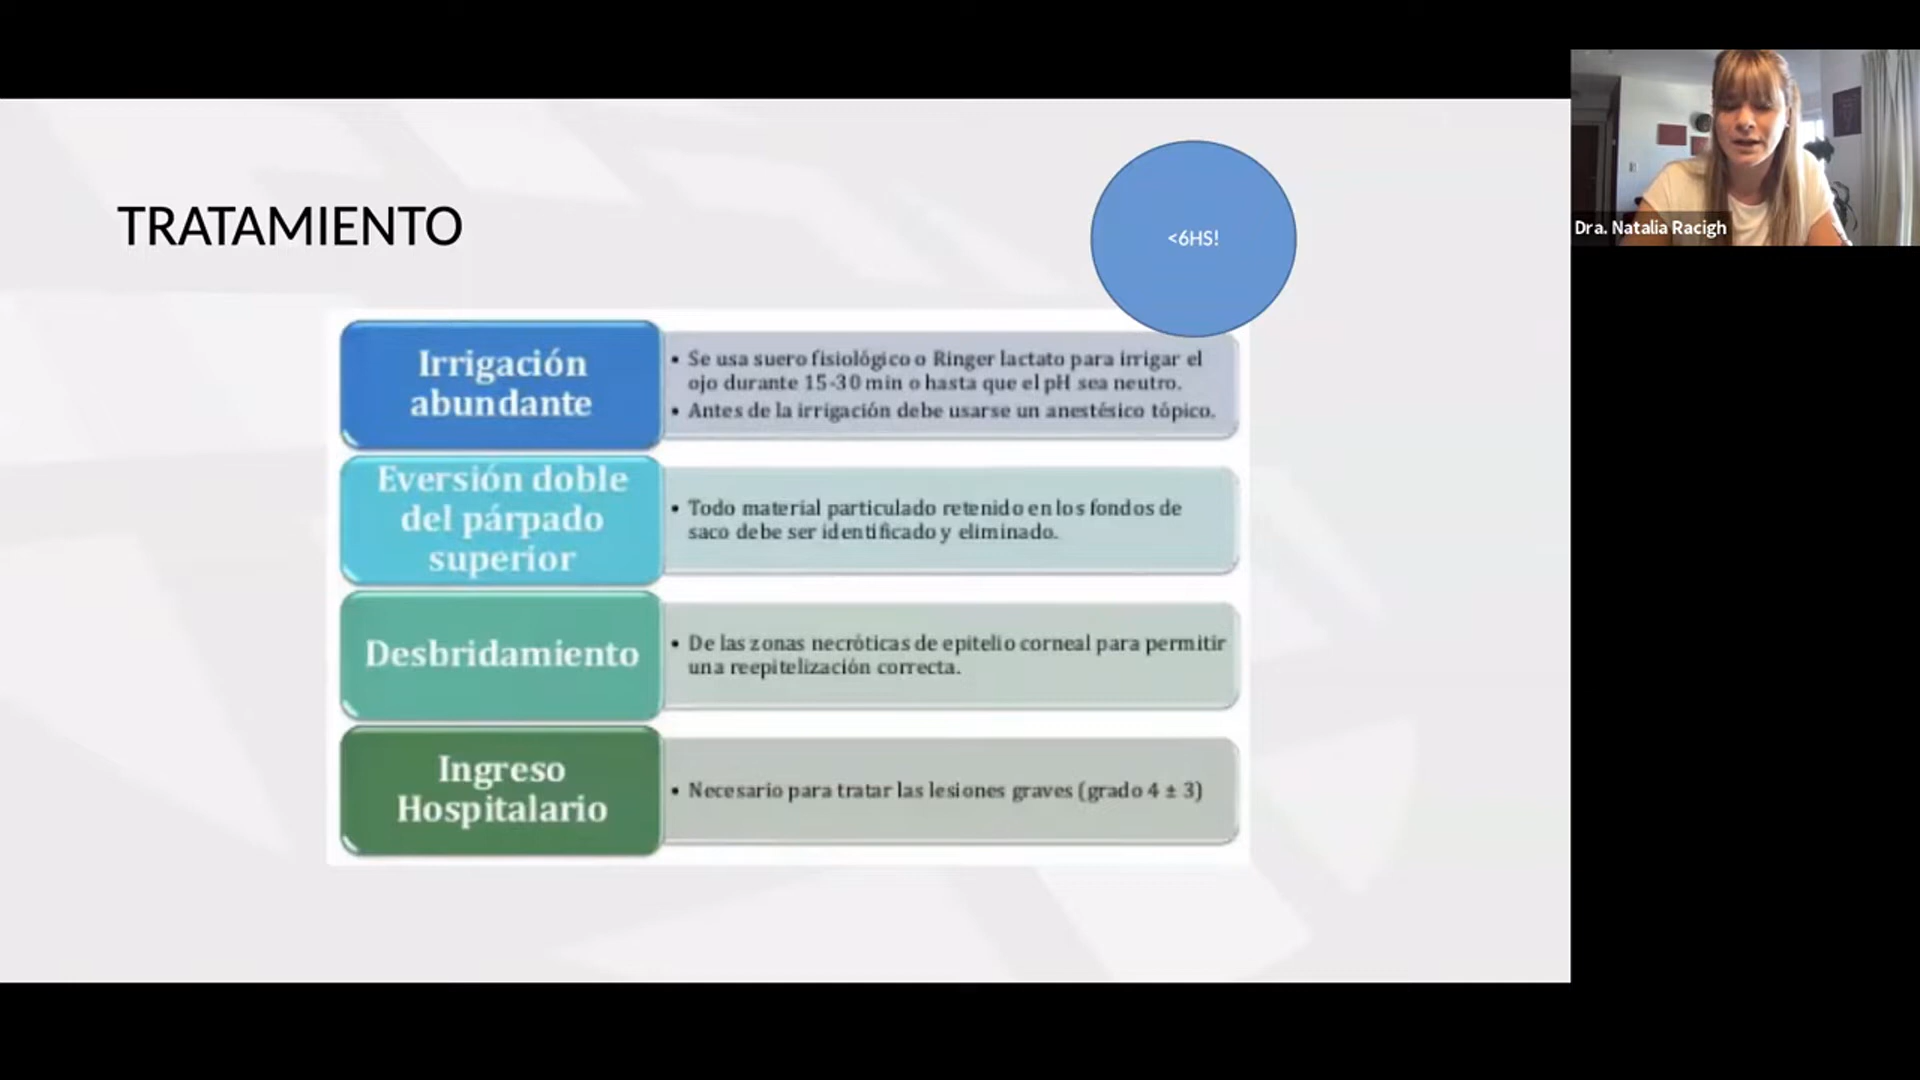 TRATAMIENTO
<6HS!
Dra. Natalia Racigh
Irrigación
abundante
• Se usa suero fisiológico o Ringer lactato para irrigar el
ojo durante 15-30 min o hasta que el pH sea neutro.
• Antes de la irrigación debe usarse un anestésico tópico.
Eversión doble
del párpado
superior
• Todo material particulado retenido en los fondos de
saco debe ser identificado y eliminado.
Desbridamiento
• De las zonas necróticas de epitelio corneal para permitir
una reepitelización correcta.
Ingreso
Hospitalario
• Necesario para tratar las lesiones graves (grado 4 ± 3)